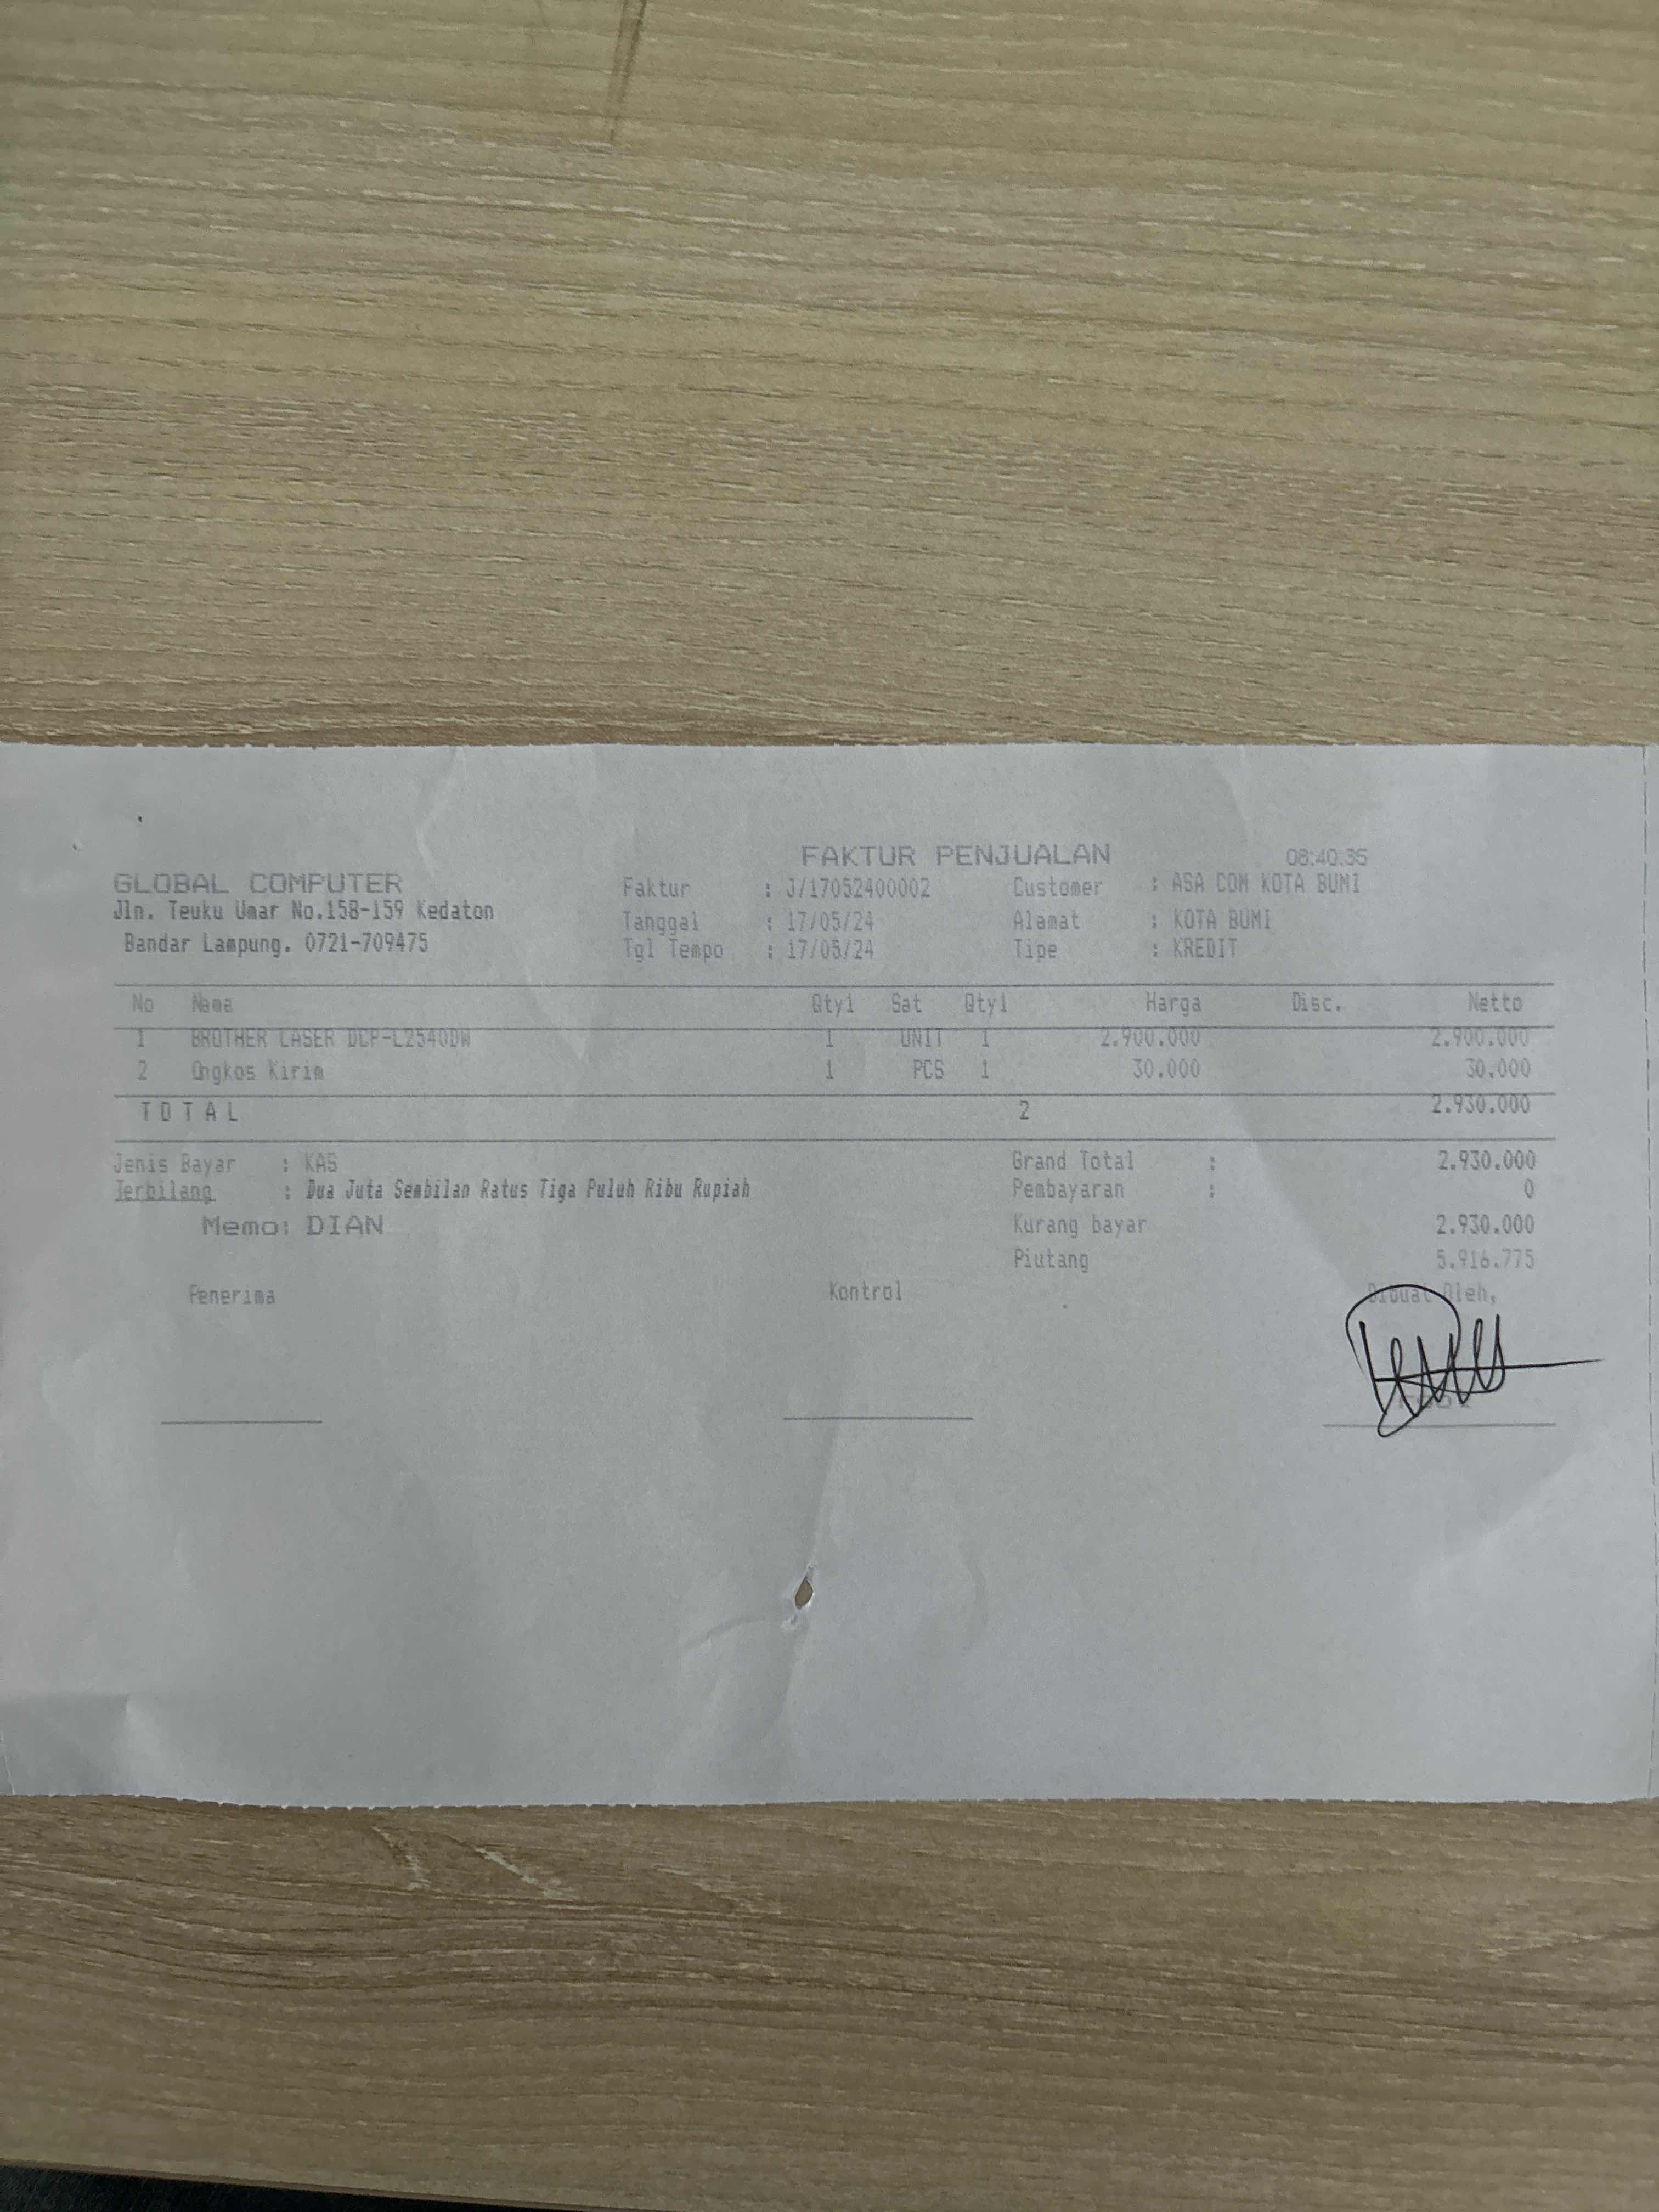 FAKTUR PENJUALAN 08:40:35
GLOBAL COMPUTER
Jln. Teuku Umar No.158-159 Kedaton
Bandar Lampung. 0721-709475
Faktur : J/17052400002
Tanggal : 17/05/24
Tgl Tempo : 17/05/24
Customer : ASA COM KOTA BUMI
Alamat : KOTA BUMI
Tipe : KREDIT
No Nama Qty1 Sat Qty1 Harga Disc. Netto
1 BROTHER LASER DCP-L2540DW 1 UNIT 1 2.900.000 2.900.000
2 Ongkos Kirim 1 PCS 1 30.000 30.000
T O T A L 2 2.930.000
Jenis Bayar : KAS
Terbilang : Dua Juta Sembilan Ratus Tiga Puluh Ribu Rupiah
Memo: DIAN
Grand Total : 2.930.000
Pembayaran : 0
Kurang bayar 2.930.000
Piutang 5.916.775
Penerima Kontrol Dibuat Oleh,